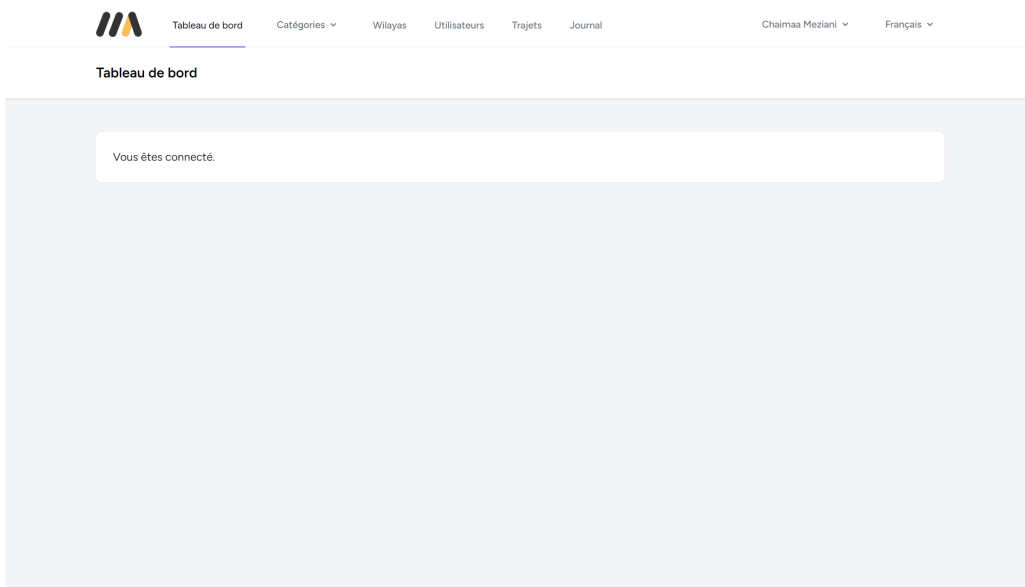 Tableau de bord Catégories Wilayas Utilisateurs Trajets Journal Chaimaa Meziani Français
Tableau de bord
Vous êtes connecté.